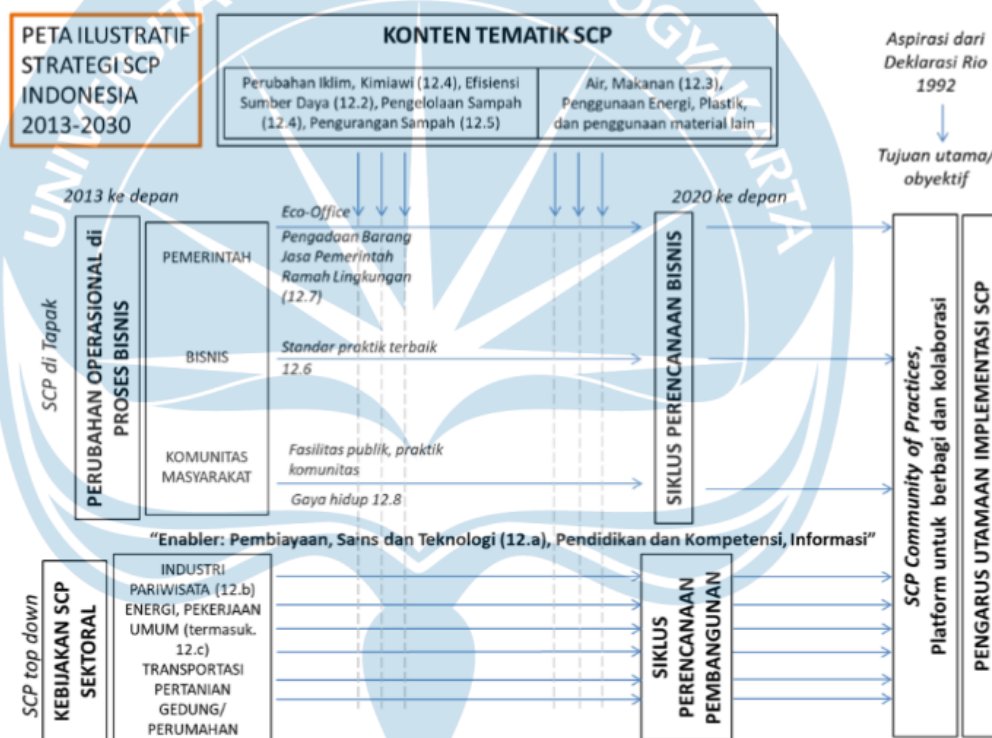 PETA ILUSTRATIF
STRATEGI SCP
INDONESIA
2013-2030
KONTEN TEMATIK SCP
Perubahan Iklim, Kimiawi (12.4), Efisiensi
Sumber Daya (12.2), Pengelolaan Sampah
(12.4), Pengurangan Sampah (12.5)
Air, Makanan (12.3),
Penggunaan Energi, Plastik,
dan penggunaan material lain
Aspirasi dari
Deklarasi Rio
1992
Tujuan utama/
obyektif
2013 ke depan
2020 ke depan
SCP di Tapak
PERUBAHAN OPERASIONAL di
PROSES BISNIS
PEMERINTAH
BISNIS
KOMUNITAS
MASYARAKAT
Eco-Office
Pengadaan Barang
Jasa Pemerintah
Ramah Lingkungan
(12.7)
Standar praktik terbaik
12.6
Fasilitas publik, praktik
komunitas
Gaya hidup 12.8
SIKLUS PERENCANAAN BISNIS
"Enabler: Pembiayaan, Sains dan Teknologi (12.a), Pendidikan dan Kompetensi, Informasi"
SCP top down
KEBIJAKAN SCP
SEKTORAL
INDUSTRI
PARIWISATA (12.b)
ENERGI, PEKERJAAN
UMUM (termasuk.
12.c)
TRANSPORTASI
PERTANIAN
GEDUNG/
PERUMAHAN
SIKLUS
PERENCANAAN
PEMBANGUNAN
SCP Community of Practices,
Platform untuk berbagi dan kolaborasi
PENGARUS UTAMAAN IMPLEMENTASI SCP